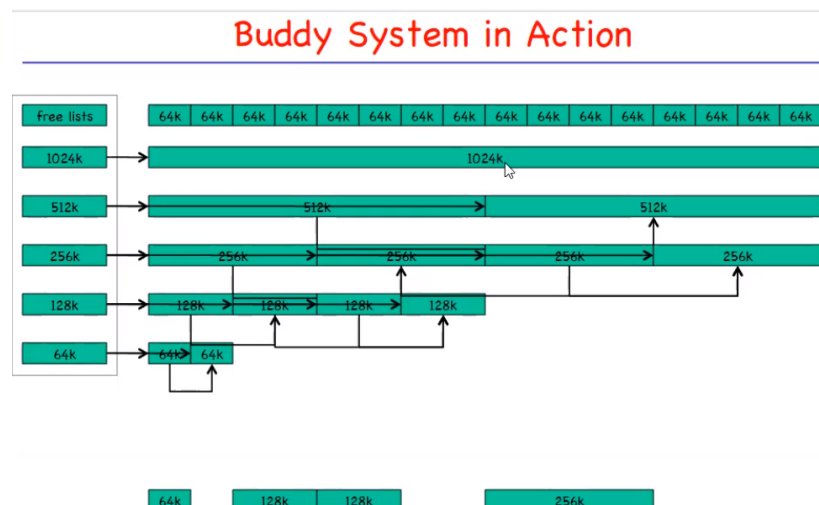 Buddy System in Action
free lists 64k 64k 64k 64k 64k 64k 64k 64k 64k 64k 64k 64k 64k 64k 64k 64k
1024k 1024k
512k 512k 512k
256k 256k 256k 256k 256k
128k 128k 128k 128k 128k
64k 64k 64k
64k 128k 128k 256k